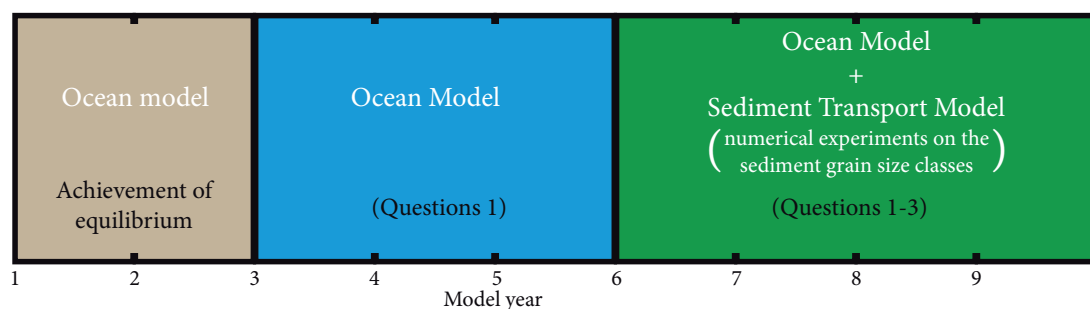 Ocean model
Achievement of
equilibrium
Ocean Model
(Questions 1)
Ocean Model
+
Sediment Transport Model
(numerical experiments on the
sediment grain size classes)
(Questions 1-3)
1 2 3 4 5 6 7 8 9
Model year